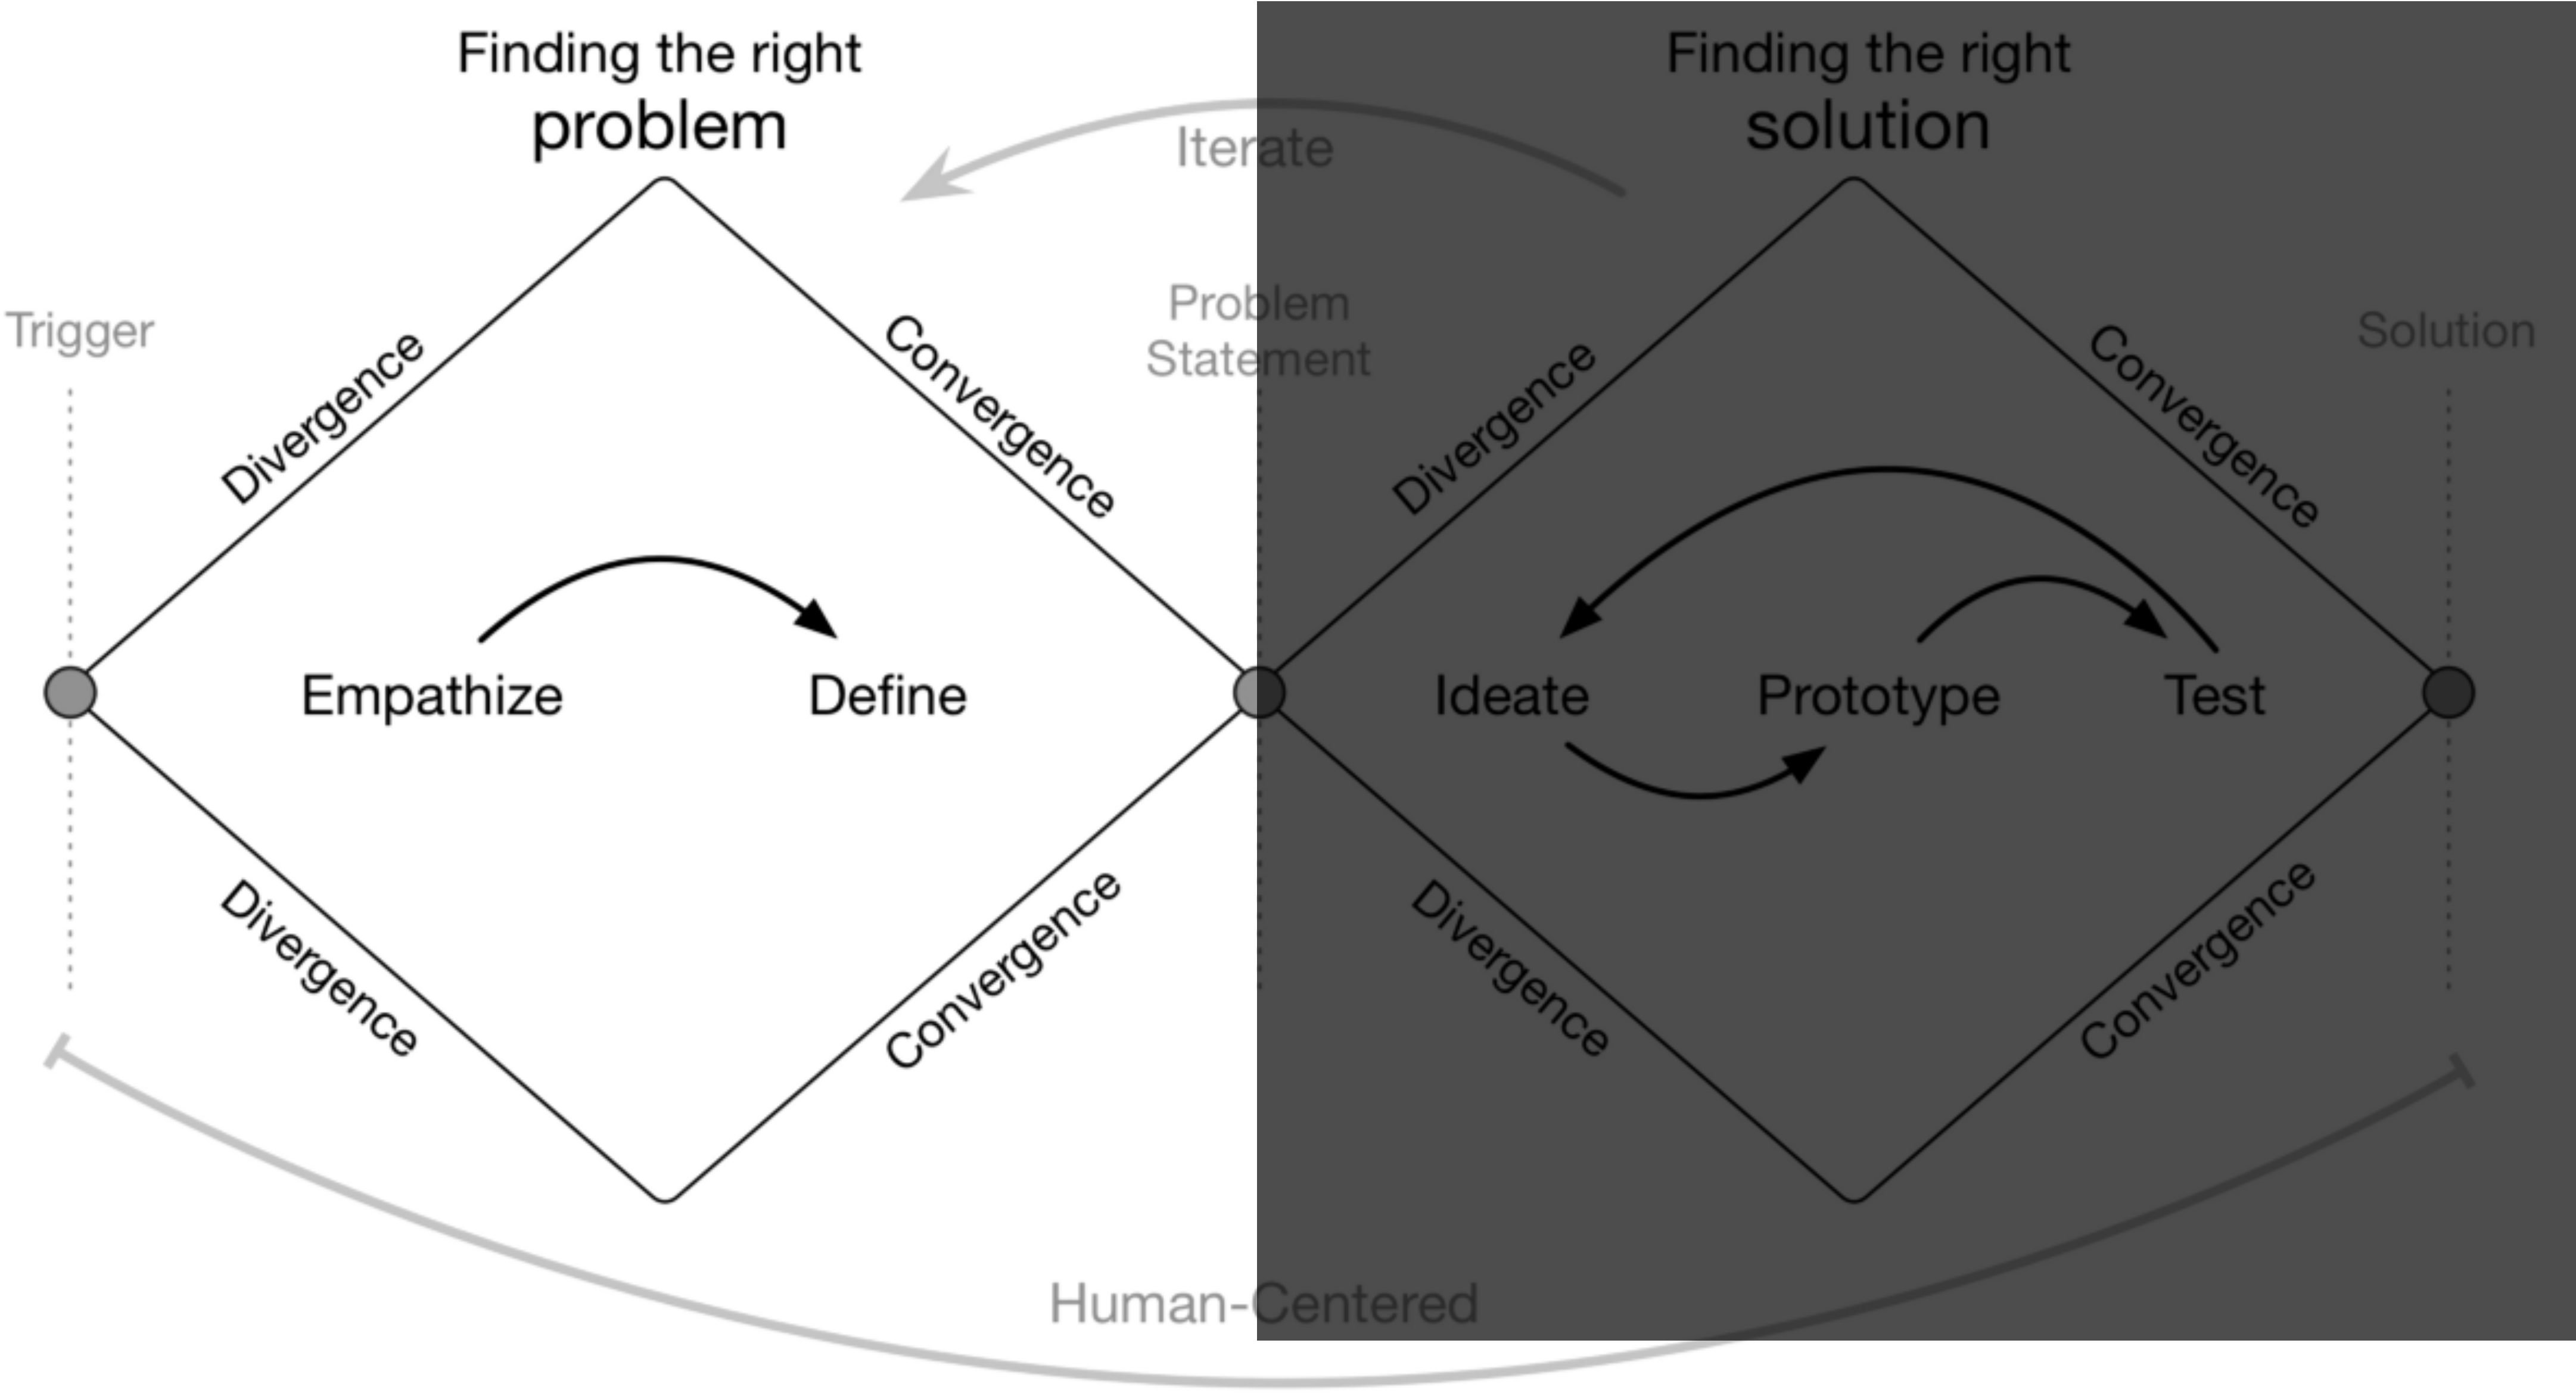 Finding the right
problem
Finding the right
solution
Iterate
Trigger
Problem
Statement
Solution
Divergence
Convergence
Divergence
Convergence
Empathize
Define
Ideate
Prototype
Test
Divergence
Convergence
Divergence
Convergence
Human-Centered